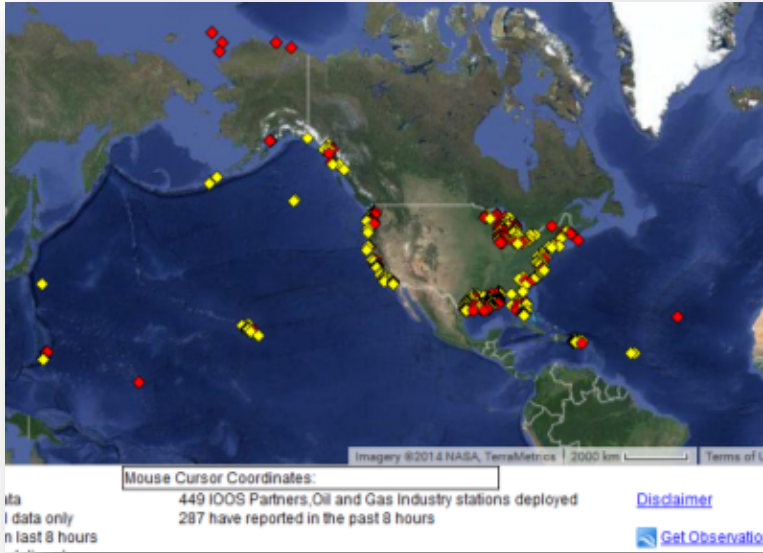 Imagery ©2014 NASA, TerraMetrics
2000 km
Terms of U
Mouse Cursor Coordinates:
ata 449 IOOS Partners,Oil and Gas Industry stations deployed Disclaimer
l data only 287 have reported in the past 8 hours
n last 8 hours Get Observatio